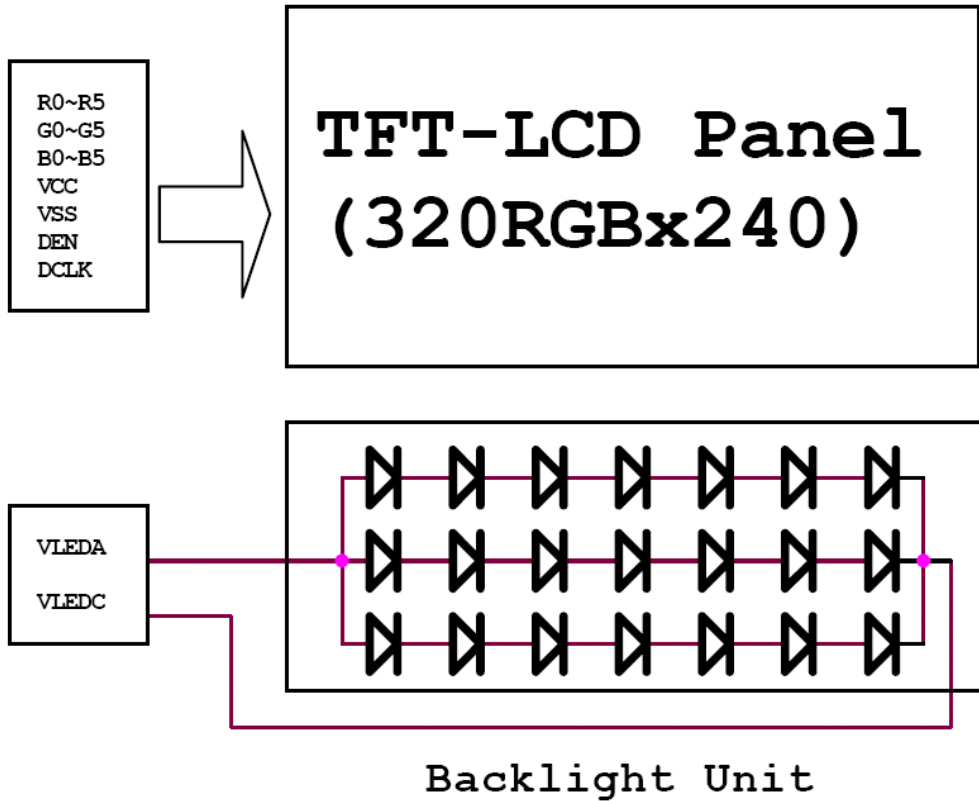 R0~R5
G0~G5
B0~B5
VCC
VSS
DEN
DCLK
TFT-LCD Panel
(320RGBx240)
VLEDA
VLEDC
Backlight Unit